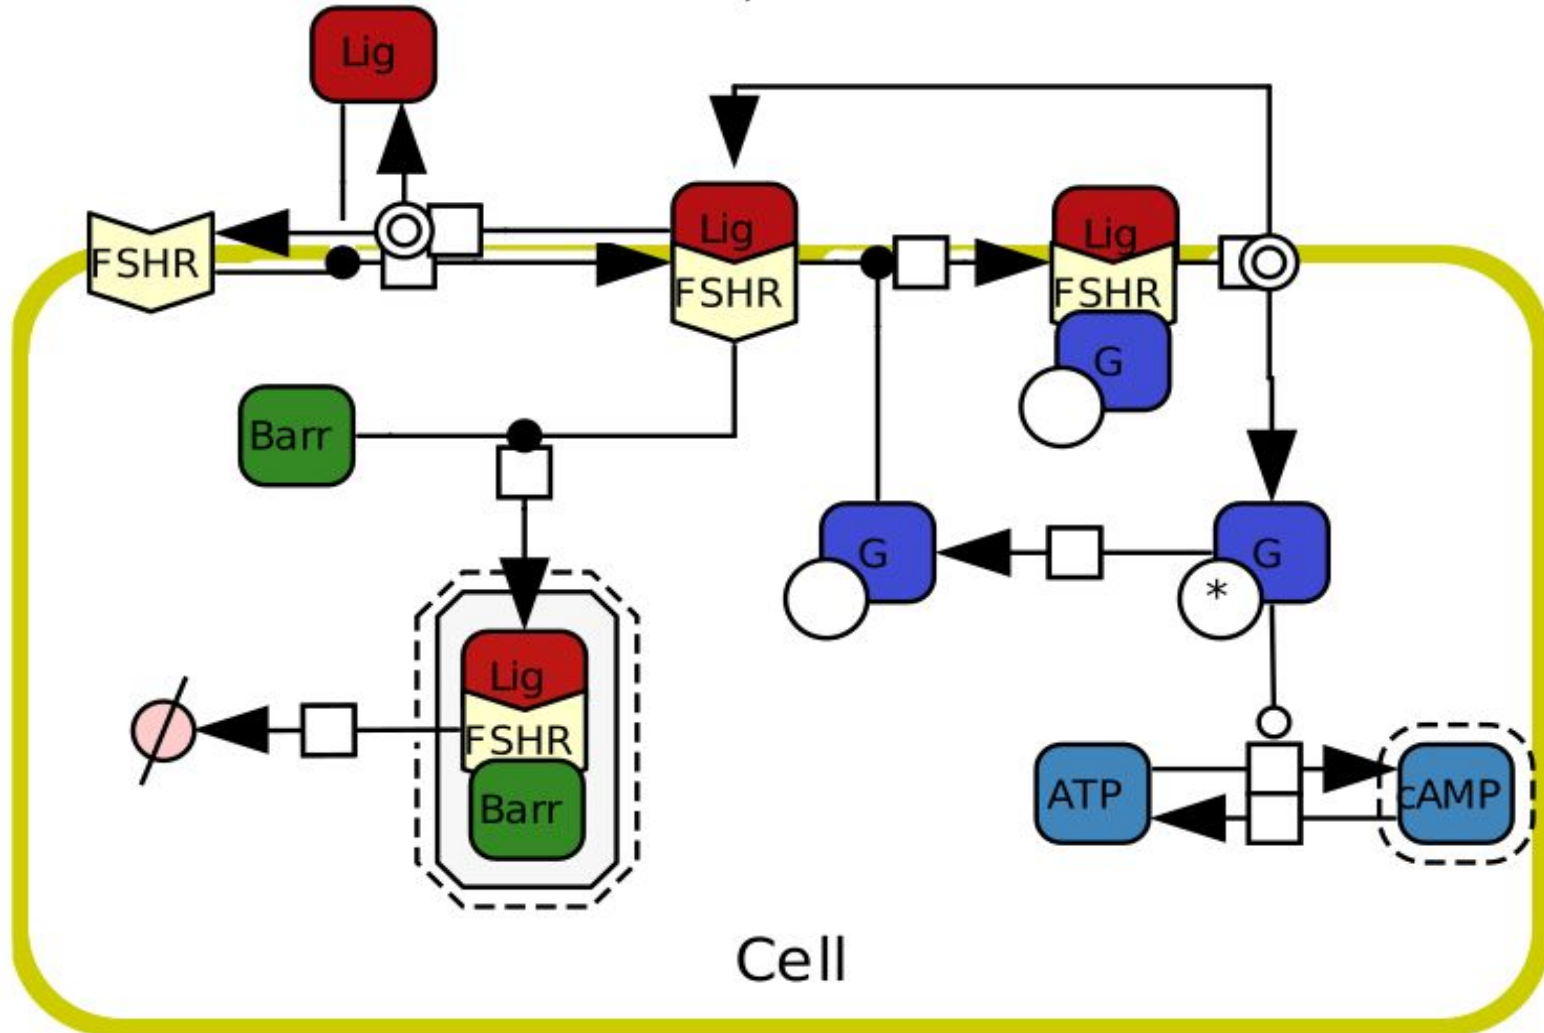 Lig
Lig
Lig
FSHR
FSHR
FSHR
G
Barr
G
G
*
Lig
FSHR
Barr
ATP
cAMP
Cell